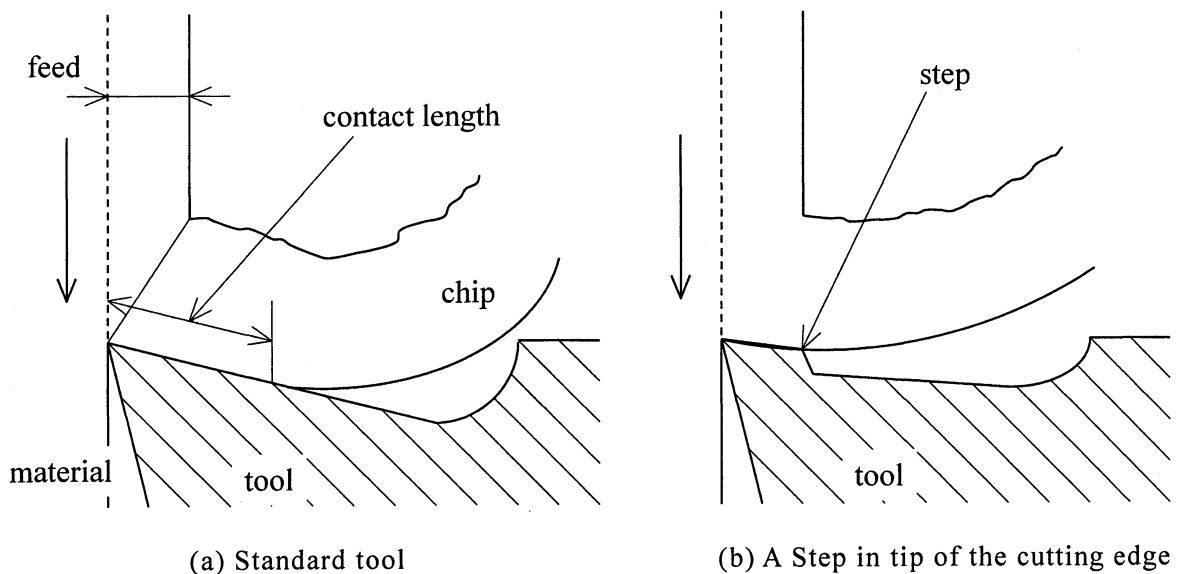 feed
contact length
chip
material
tool
(a) Standard tool
step
tool
(b) A Step in tip of the cutting edge